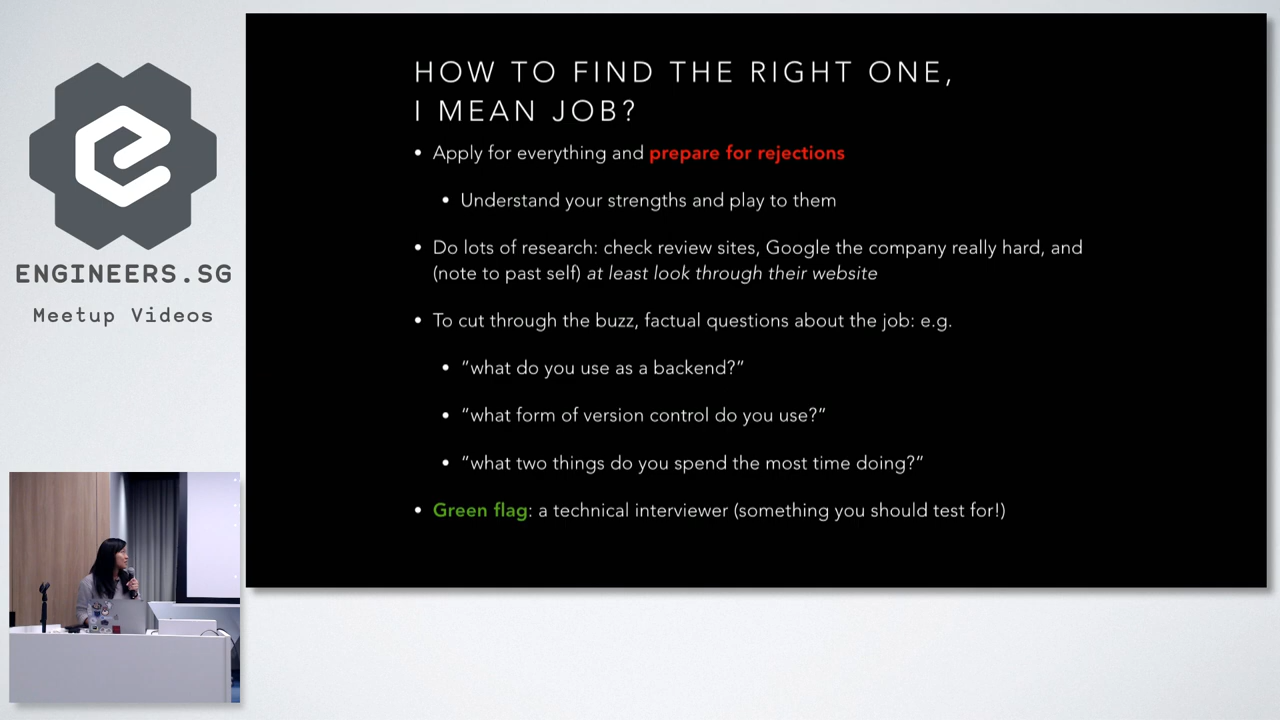 HOW TO FIND THE RIGHT ONE,
I MEAN JOB?
• Apply for everything and prepare for rejections
• Understand your strengths and play to them
• Do lots of research: check review sites, Google the company really hard, and
(note to past self) at least look through their website
• To cut through the buzz, factual questions about the job: e.g.
• “what do you use as a backend?”
• “what form of version control do you use?”
• “what two things do you spend the most time doing?”
• Green flag: a technical interviewer (something you should test for!)
ENGINEERS.SG
Meetup Videos